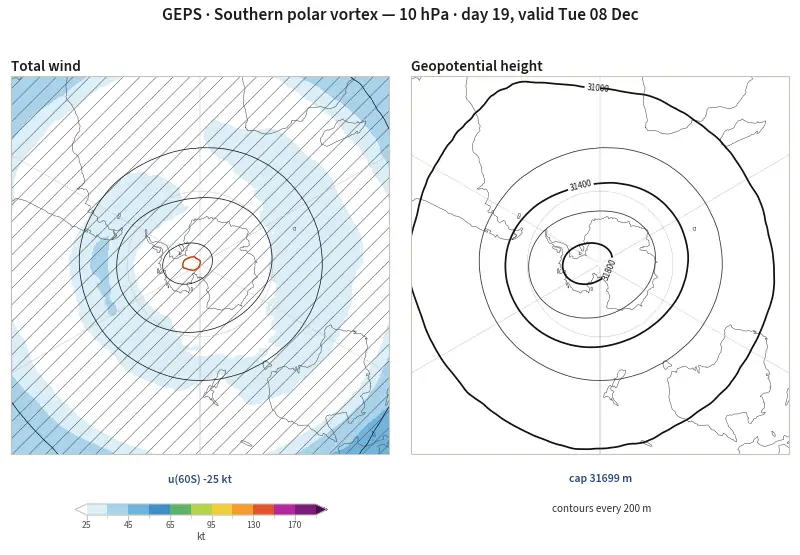 GEPS · Southern polar vortex — 10 hPa · day 19, valid Tue 08 Dec
Total wind
Geopotential height
31000
31400
31800
u(60S) -25 kt
cap 31699 m
contours every 200 m
25 45 65 95 130 170
kt